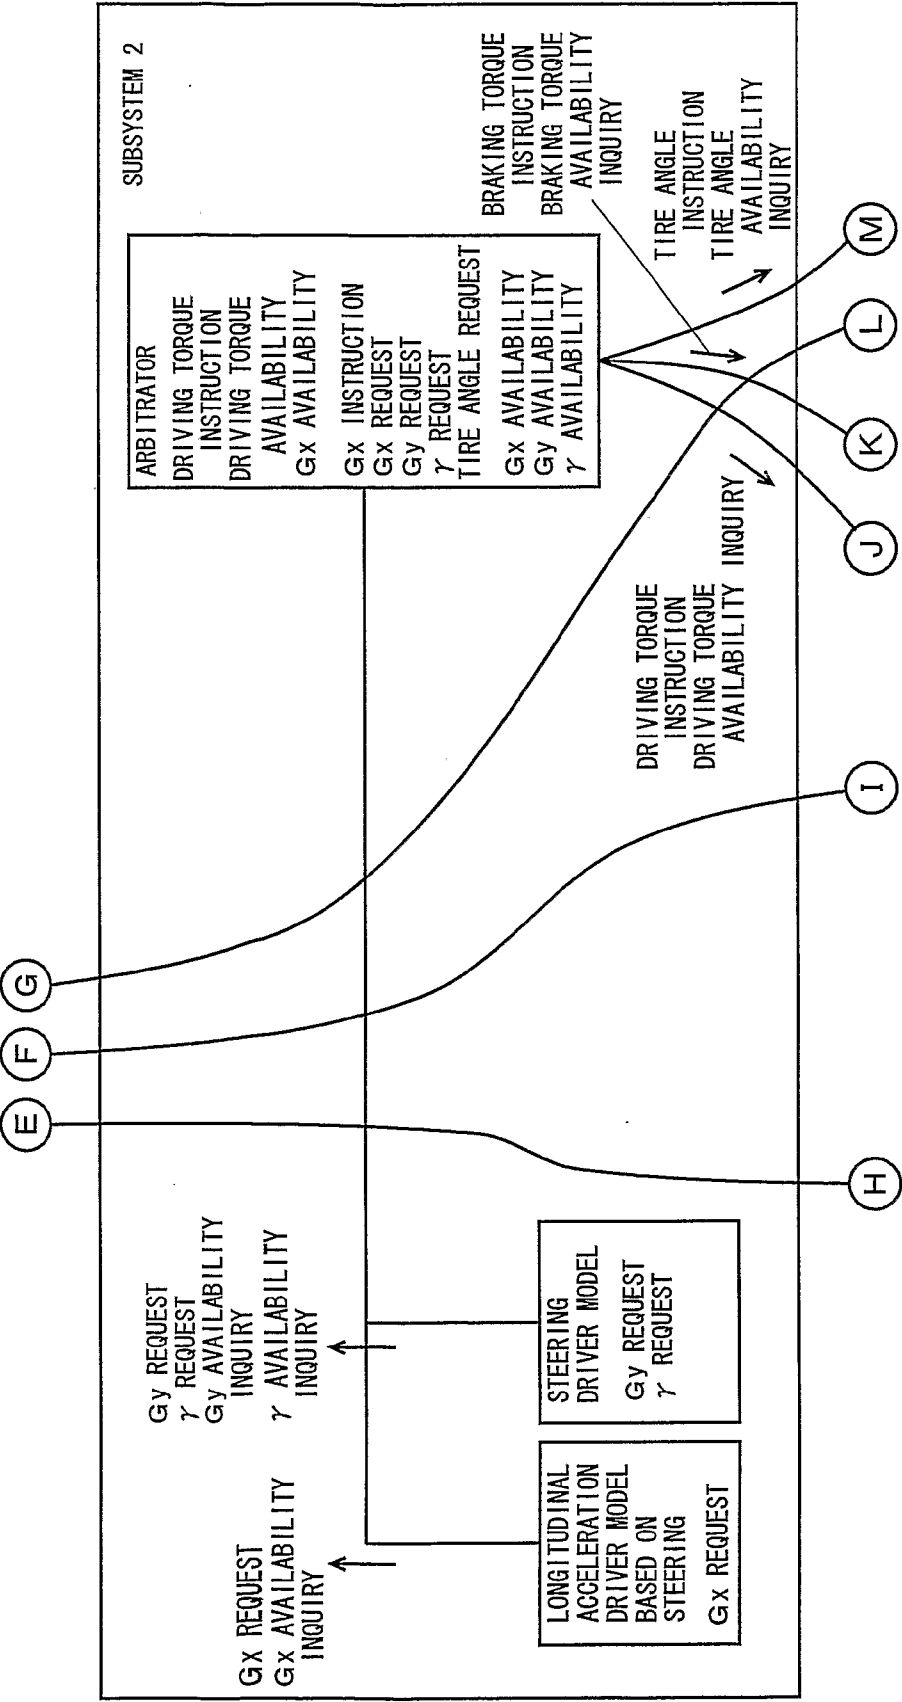 SUBSYSTEM 2
ARBITRATOR
DRIVING TORQUE
INSTRUCTION
DRIVING TORQUE
AVAILABILITY
Gx AVAILABILITY
Gx INSTRUCTION
Gx REQUEST
Gy REQUEST
γ REQUEST
TIRE ANGLE REQUEST
Gx AVAILABILITY
Gy AVAILABILITY
γ AVAILABILITY
BRAKING TORQUE
INSTRUCTION
BRAKING TORQUE
AVAILABILITY
INQUIRY
TIRE ANGLE
INSTRUCTION
TIRE ANGLE
AVAILABILITY
INQUIRY
DRIVING TORQUE
INSTRUCTION
DRIVING TORQUE
AVAILABILITY INQUIRY
G
F
E
M
L
K
J
I
H
Gy REQUEST
γ REQUEST
Gy AVAILABILITY
INQUIRY
γ AVAILABILITY
INQUIRY
Gx REQUEST
Gx AVAILABILITY
INQUIRY
STEERING
DRIVER MODEL
Gy REQUEST
γ REQUEST
LONGITUDINAL
ACCELERATION
DRIVER MODEL
BASED ON
STEERING
Gx REQUEST